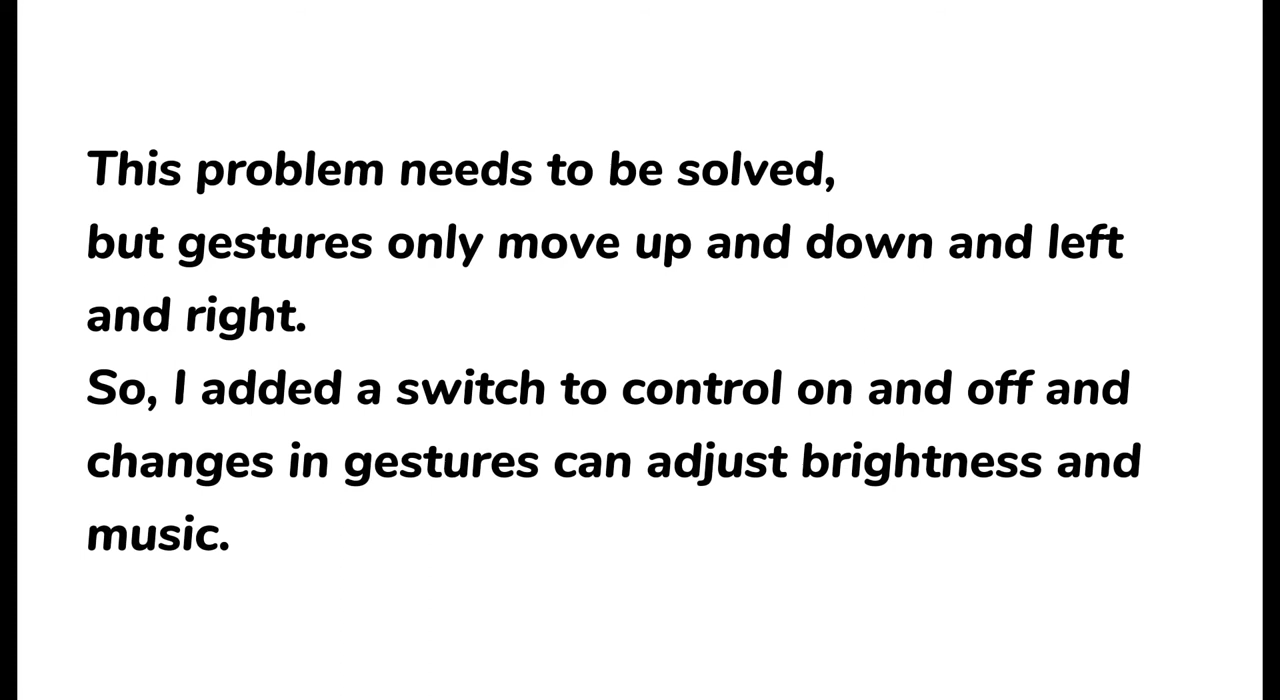 This problem needs to be solved,
but gestures only move up and down and left
and right.
So, I added a switch to control on and off and
changes in gestures can adjust brightness and
music.